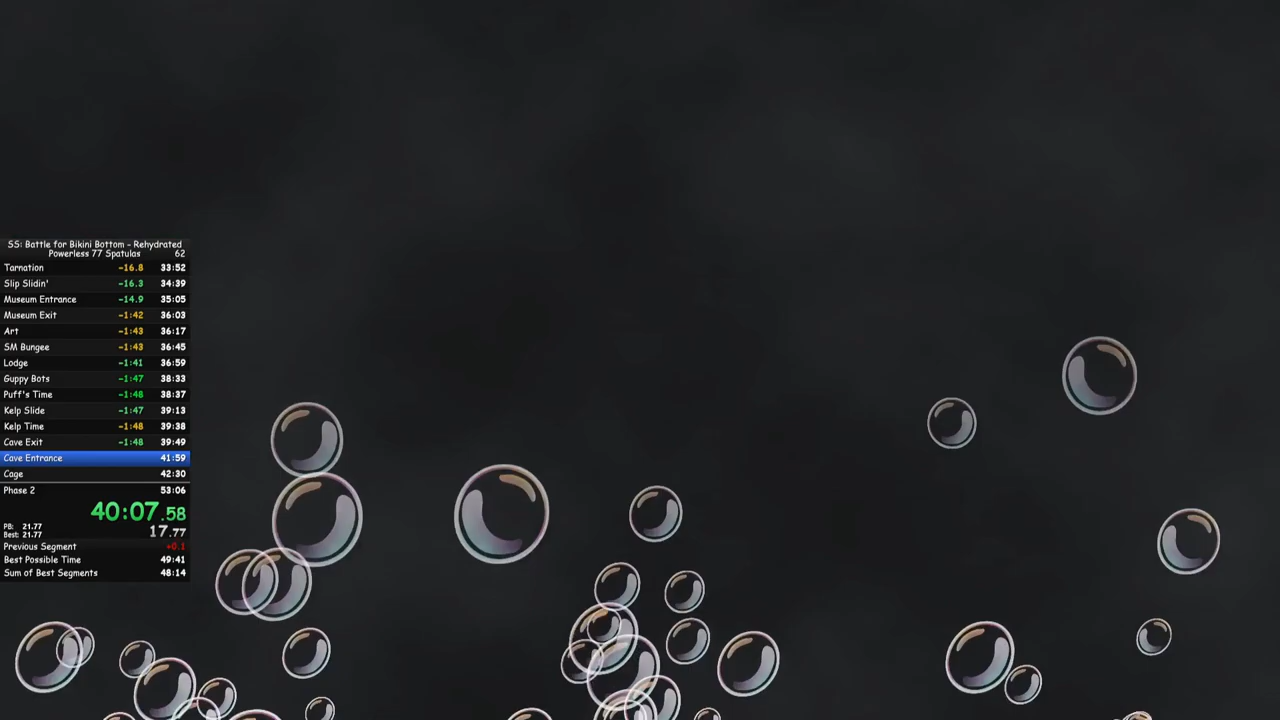 SS: Battle for Bikini Bottom - Rehydrated
Powerless 77 Spatulas 62
Tarnation -16.8 33:52
Slip Slidin' -16.3 34:39
Museum Entrance -14.9 35:05
Museum Exit -1:42 36:03
Art -1:43 36:17
SM Bungee -1:43 36:45
Lodge -1:41 36:59
Guppy Bots -1:47 38:33
Puff's Time -1:48 38:37
Kelp Slide -1:47 39:13
Kelp Time -1:48 39:38
Cave Exit -1:48 39:49
Cave Entrance 41:59
Cage 42:30
Phase 2 53:06
40:07.58
PB: 21.77 17.77
Best: 21.77
Previous Segment +0.1
Best Possible Time 49:41
Sum of Best Segments 48:14